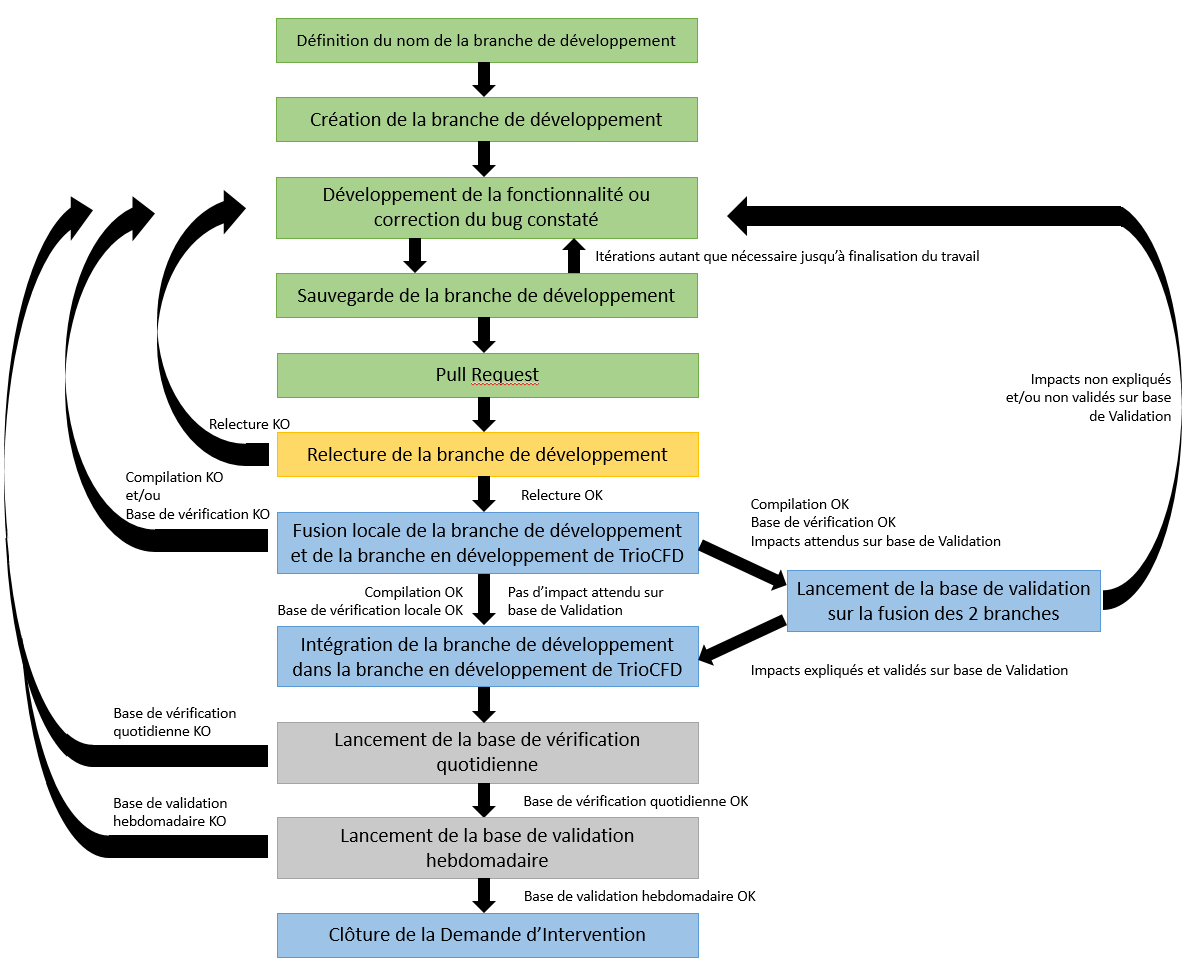 Définition du nom de la branche de développement
Création de la branche de développement
Développement de la fonctionnalité ou
correction du bug constaté
Itérations autant que nécessaire jusqu'à finalisation du travail
Sauvegarde de la branche de développement
Pull Request
Impacts non expliqués
et/ou non validés sur base
de Validation
Relecture KO
Relecture de la branche de développement
Compilation KO
et/ou
Base de vérification KO
Relecture OK
Compilation OK
Base de vérification OK
Impacts attendus sur base de Validation
Fusion locale de la branche de développement
et de la branche en développement de TrioCFD
Lancement de la base de validation
sur la fusion des 2 branches
Compilation OK
Base de vérification locale OK
Pas d'impact attendu sur
base de Validation
Intégration de la branche de développement
dans la branche en développement de TrioCFD
Impacts expliqués et validés sur base de Validation
Base de vérification
quotidienne KO
Lancement de la base de vérification
quotidienne
Base de vérification quotidienne OK
Base de validation
hebdomadaire KO
Lancement de la base de validation
hebdomadaire
Base de validation hebdomadaire OK
Clôture de la Demande d'Intervention